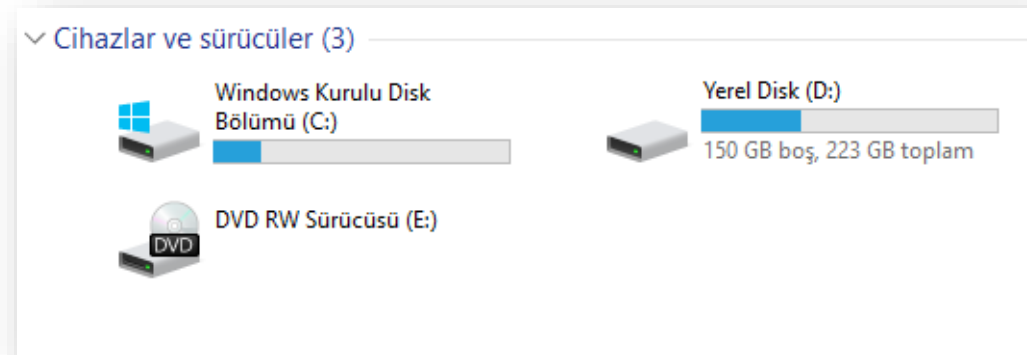 Cihazlar ve sürücüler (3)
Windows Kurulu Disk
Bölümü (C:)
Yerel Disk (D:)
150 GB boş, 223 GB toplam
DVD RW Sürücüsü (E:)
DVD